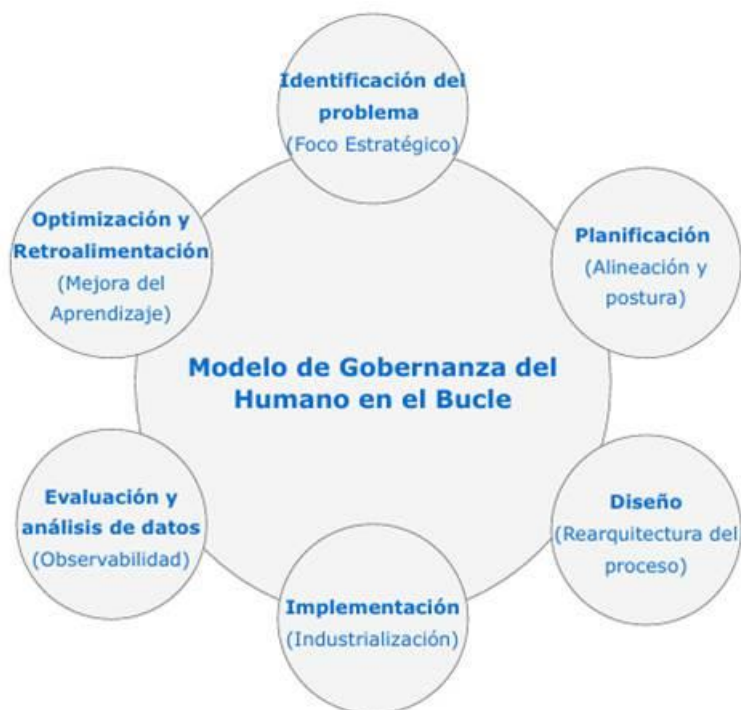 Identificación del
problema
(Foco Estratégico)
Planificación
(Alineación y
postura)
Diseño
(Rearquitectura del
proceso)
Implementación
(Industrialización)
Evaluación y
análisis de datos
(Observabilidad)
Optimización y
Retroalimentación
(Mejora del
Aprendizaje)
Modelo de Gobernanza del
Humano en el Bucle